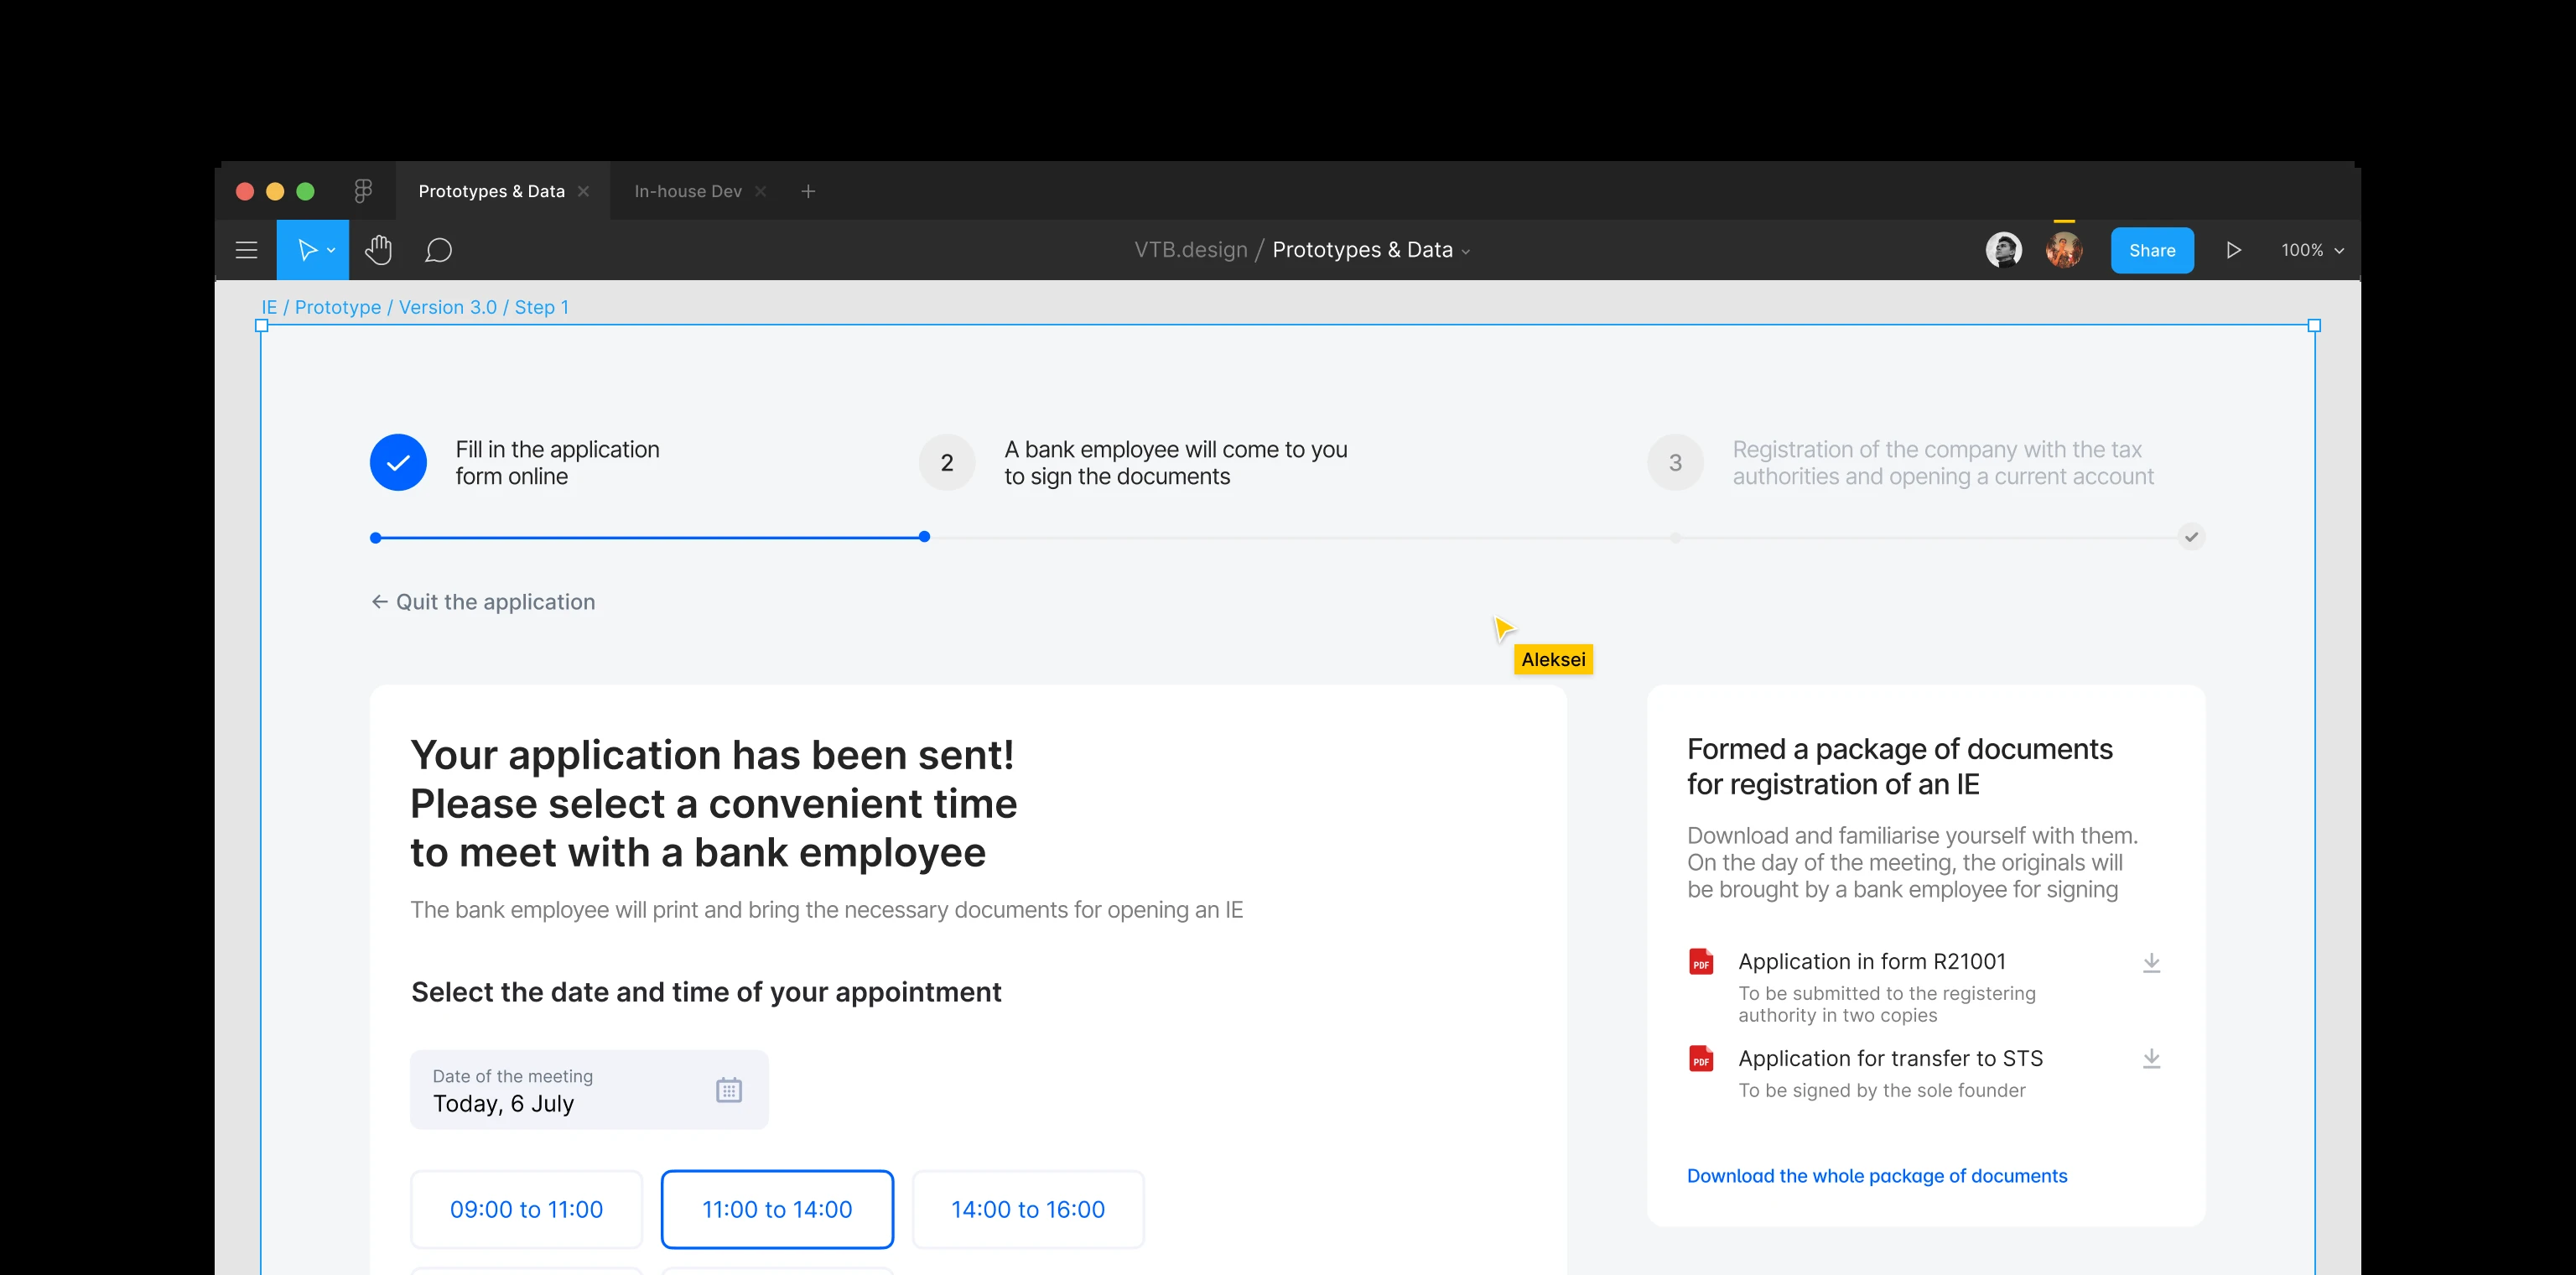 Prototypes & Data
In-house Dev
VTB.design / Prototypes & Data
Share
100%
IE / Prototype / Version 3.0 / Step 1
Fill in the application
form online
2
A bank employee will come to you
to sign the documents
3
Registration of the company with the tax
authorities and opening a current account
← Quit the application
Aleksei
Your application has been sent!
Please select a convenient time
to meet with a bank employee
The bank employee will print and bring the necessary documents for opening an IE
Select the date and time of your appointment
Date of the meeting
Today, 6 July
09:00 to 11:00
11:00 to 14:00
14:00 to 16:00
Formed a package of documents
for registration of an IE
Download and familiarise yourself with them.
On the day of the meeting, the originals will
be brought by a bank employee for signing
PDF
Application in form R21001
To be submitted to the registering
authority in two copies
PDF
Application for transfer to STS
To be signed by the sole founder
Download the whole package of documents